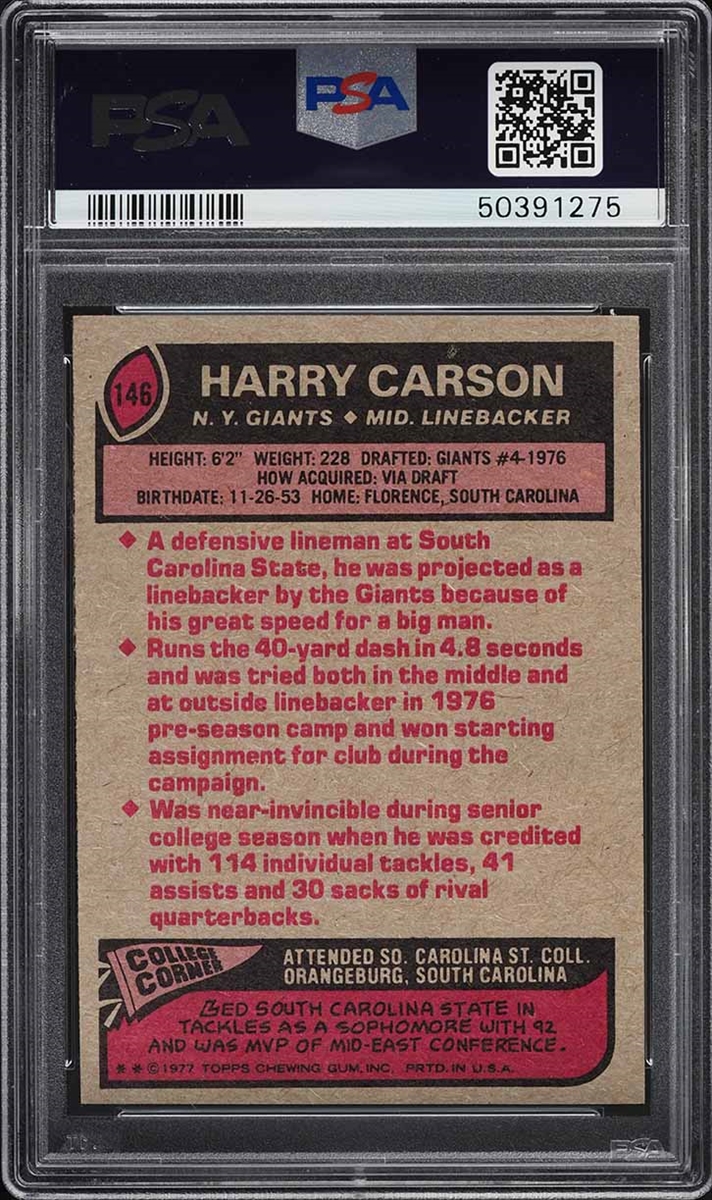 PSA
PSA
50391275
146
HARRY CARSON
N.Y. GIANTS ◆ MID. LINEBACKER
HEIGHT: 6'2" WEIGHT: 228 DRAFTED: GIANTS #4-1976
HOW ACQUIRED: VIA DRAFT
BIRTHDATE: 11-26-53 HOME: FLORENCE, SOUTH CAROLINA
◆ A defensive lineman at South
Carolina State, he was projected as a
linebacker by the Giants because of
his great speed for a big man.
◆ Runs the 40-yard dash in 4.8 seconds
and was tried both in the middle and
at outside linebacker in 1976
pre-season camp and won starting
assignment for club during the
campaign.
◆ Was near-invincible during senior
college season when he was credited
with 114 individual tackles, 41
assists and 30 sacks of rival
quarterbacks.
COLLEGE
CORNER
ATTENDED SO. CAROLINA ST. COLL.
ORANGEBURG, SOUTH CAROLINA
LED SOUTH CAROLINA STATE IN
TACKLES AS A SOPHOMORE WITH 92
AND WAS MVP OF MID-EAST CONFERENCE.
* * © 1977 TOPPS CHEWING GUM, INC. PRTD. IN U.S.A.
PSA